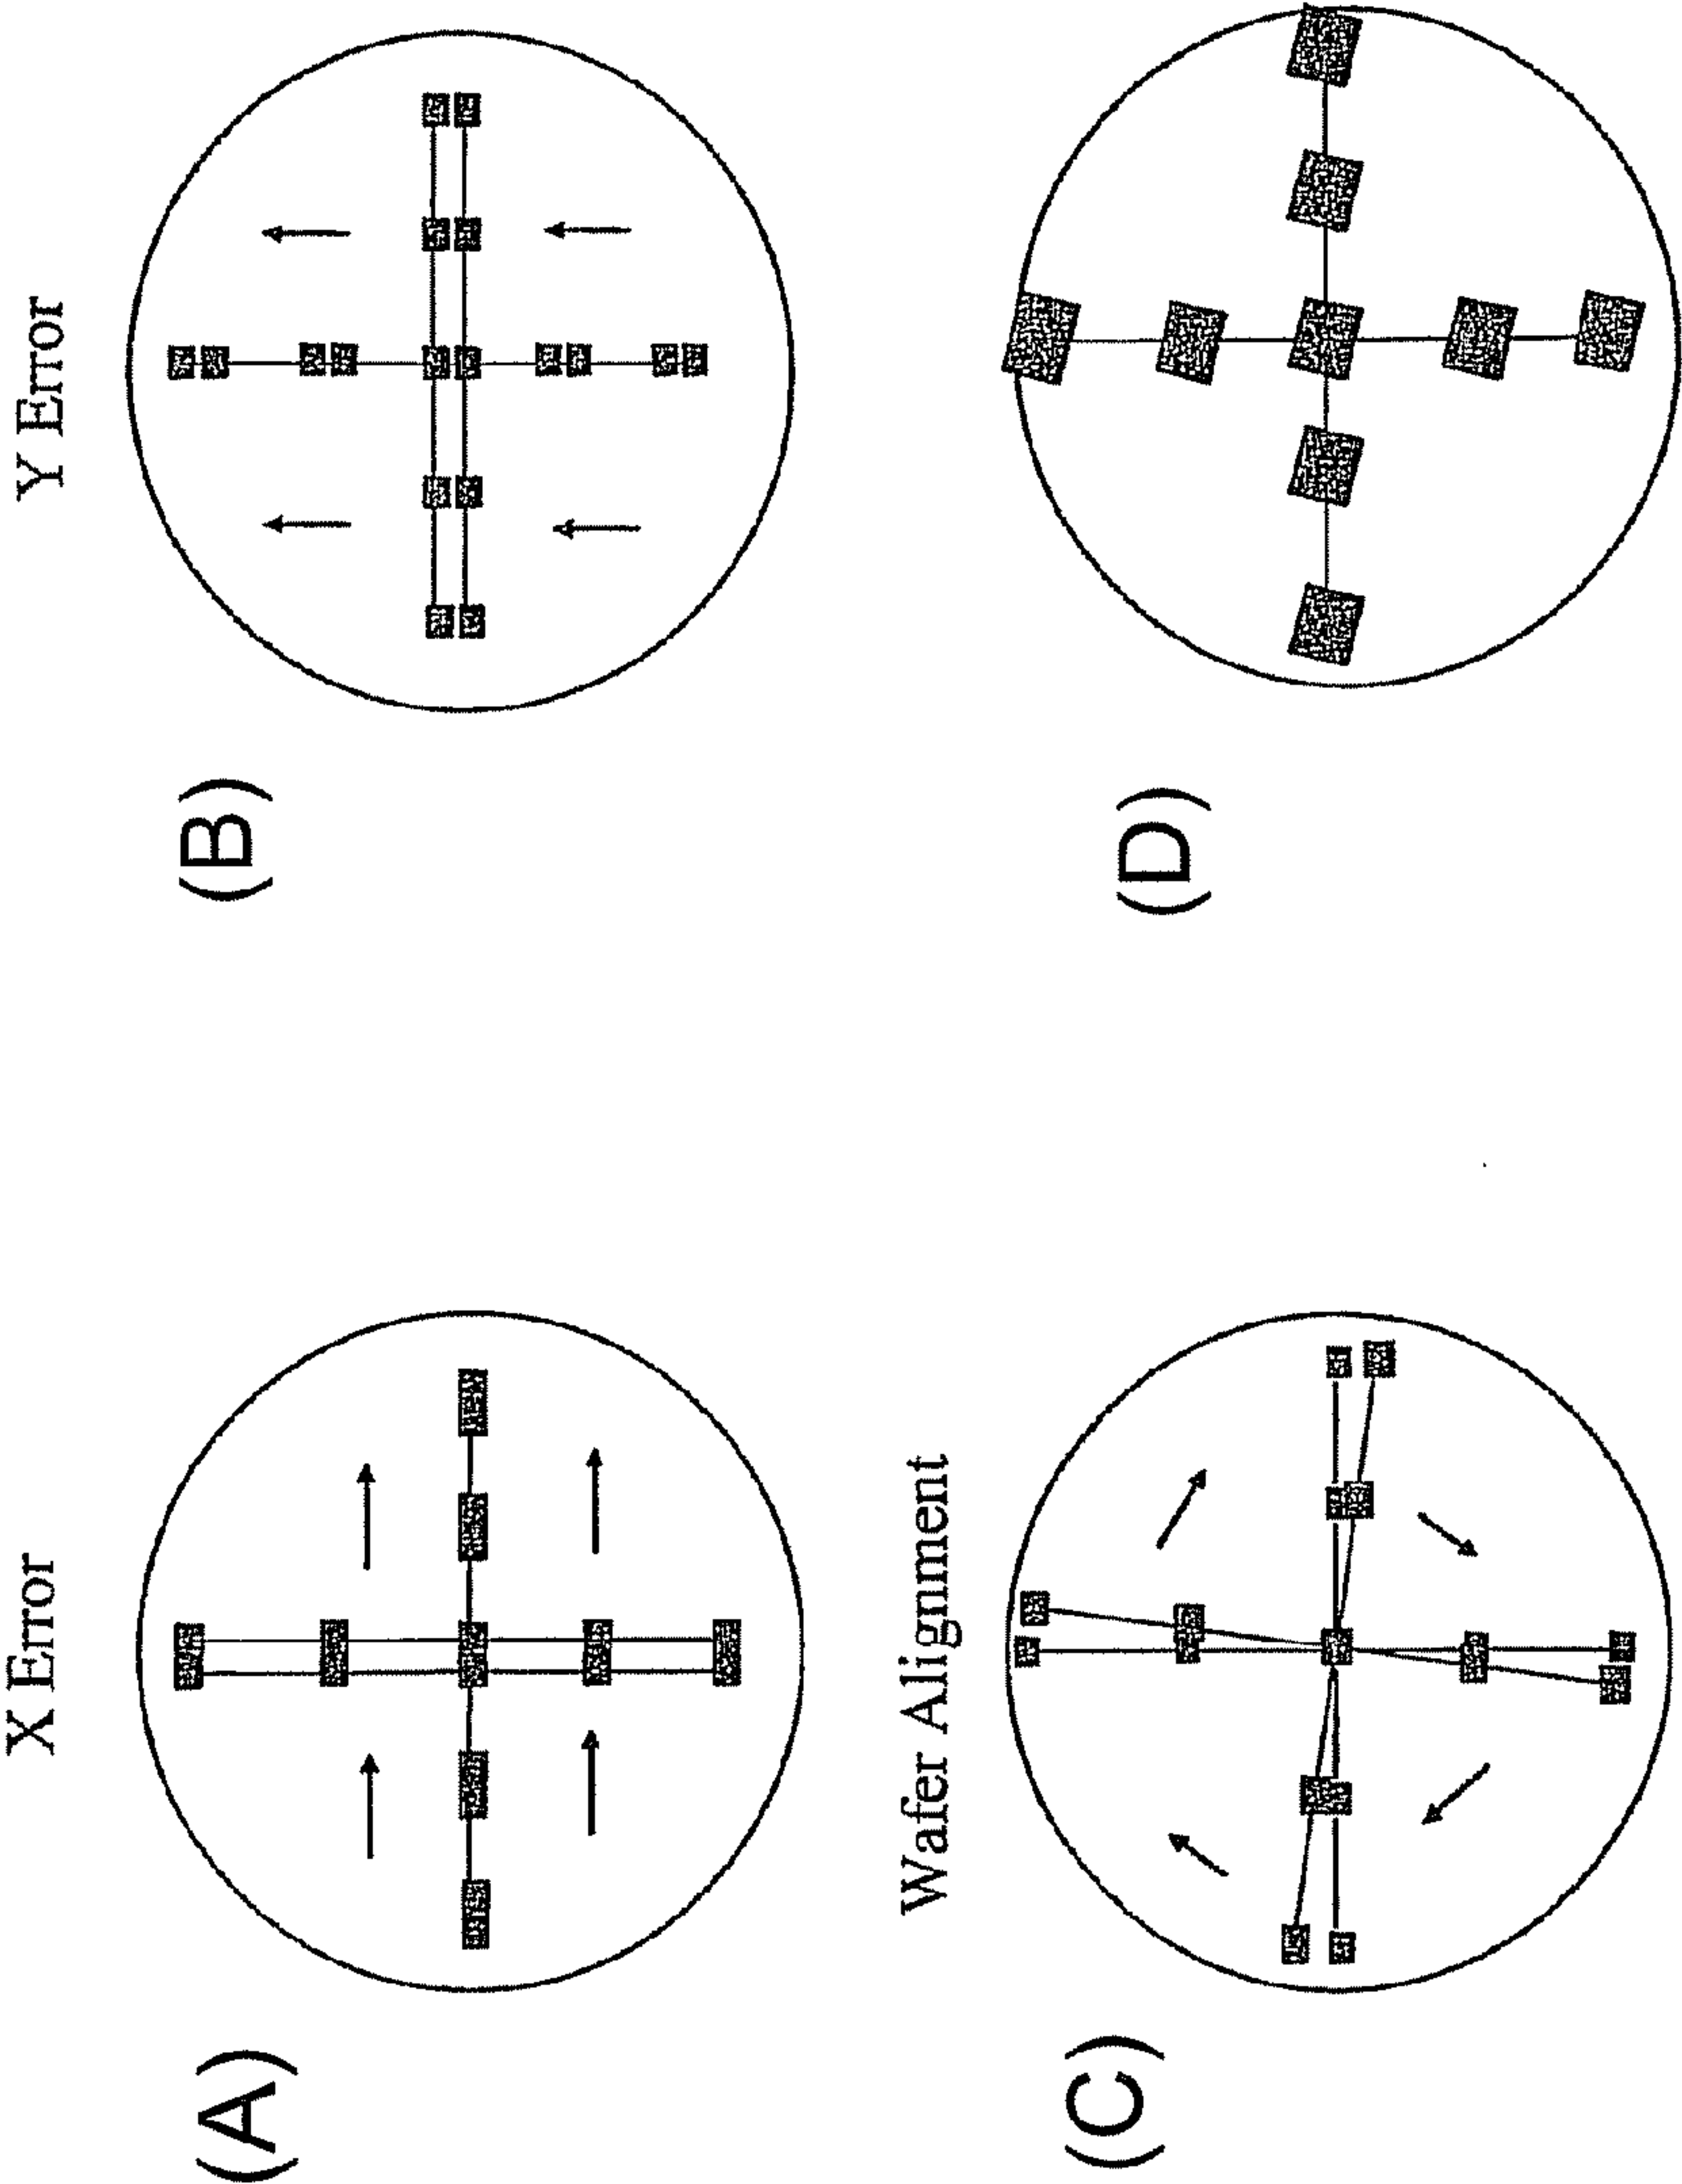 X Error
Y Error
(A)
(B)
Wafer Alignment
(C)
(D)